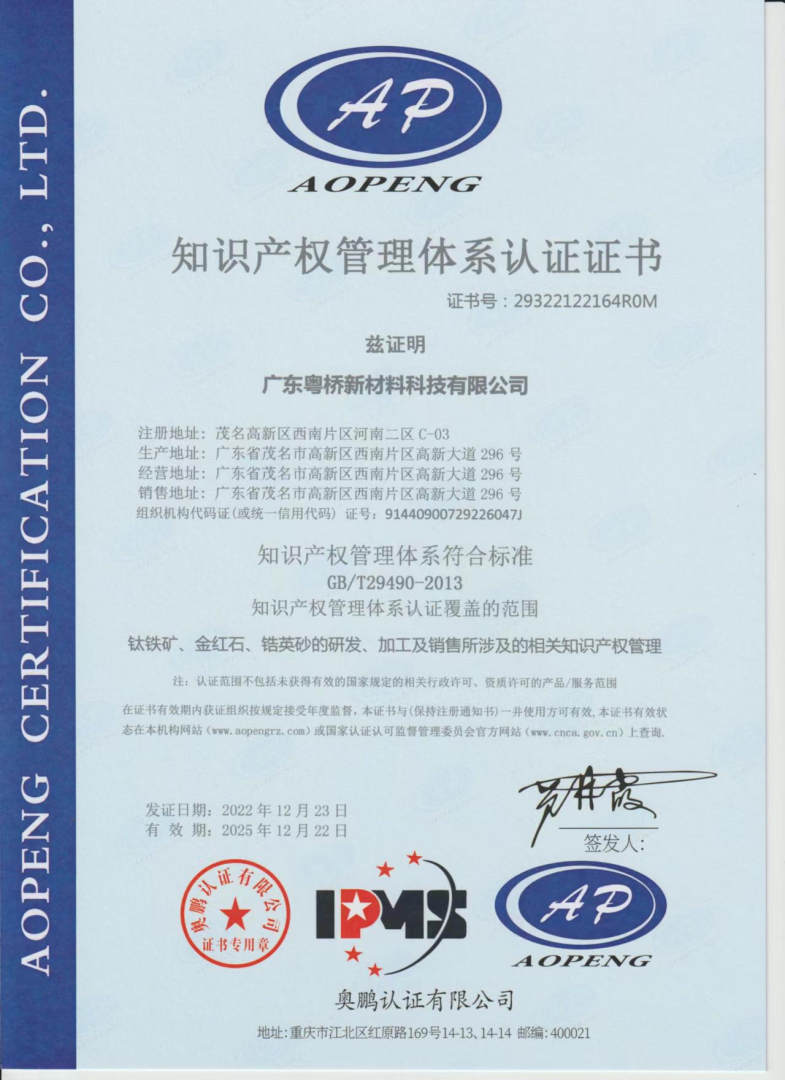 AOPENG CERTIFICATION CO., LTD.
AP
AOPENG
知识产权管理体系认证证书
证书号：29322122164R0M
兹证明
广东粤桥新材料科技有限公司
注册地址：茂名高新区西南片区河南二区 C-03
生产地址：广东省茂名市高新区西南片区高新大道 296 号
经营地址：广东省茂名市高新区西南片区高新大道 296 号
销售地址：广东省茂名市高新区西南片区高新大道 296 号
组织机构代码证(或统一信用代码) 证号：91440900729226047J
知识产权管理体系符合标准
GB/T29490-2013
知识产权管理体系认证覆盖的范围
钛铁矿、金红石、锆英砂的研发、加工及销售所涉及的相关知识产权管理
注：认证范围不包括未获得有效的国家规定的相关行政许可、资质许可的产品/服务范围
在证书有效期内获证组织按规定接受年度监督，本证书与(保持注册通知书)一并使用方可有效,本证书有效状
态在本机构网站（www.aopengrz.com）或国家认证认可监督管理委员会官方网站（www.cnca.gov.cn）上查询.
发证日期：2022 年 12 月 23 日
有 效 期：2025 年 12 月 22 日
签发人：
奥鹏认证有限公司
证书专用章
IPMS
AP
AOPENG
奥鹏认证有限公司
地址：重庆市江北区红原路169号14-13、14-14 邮编：400021